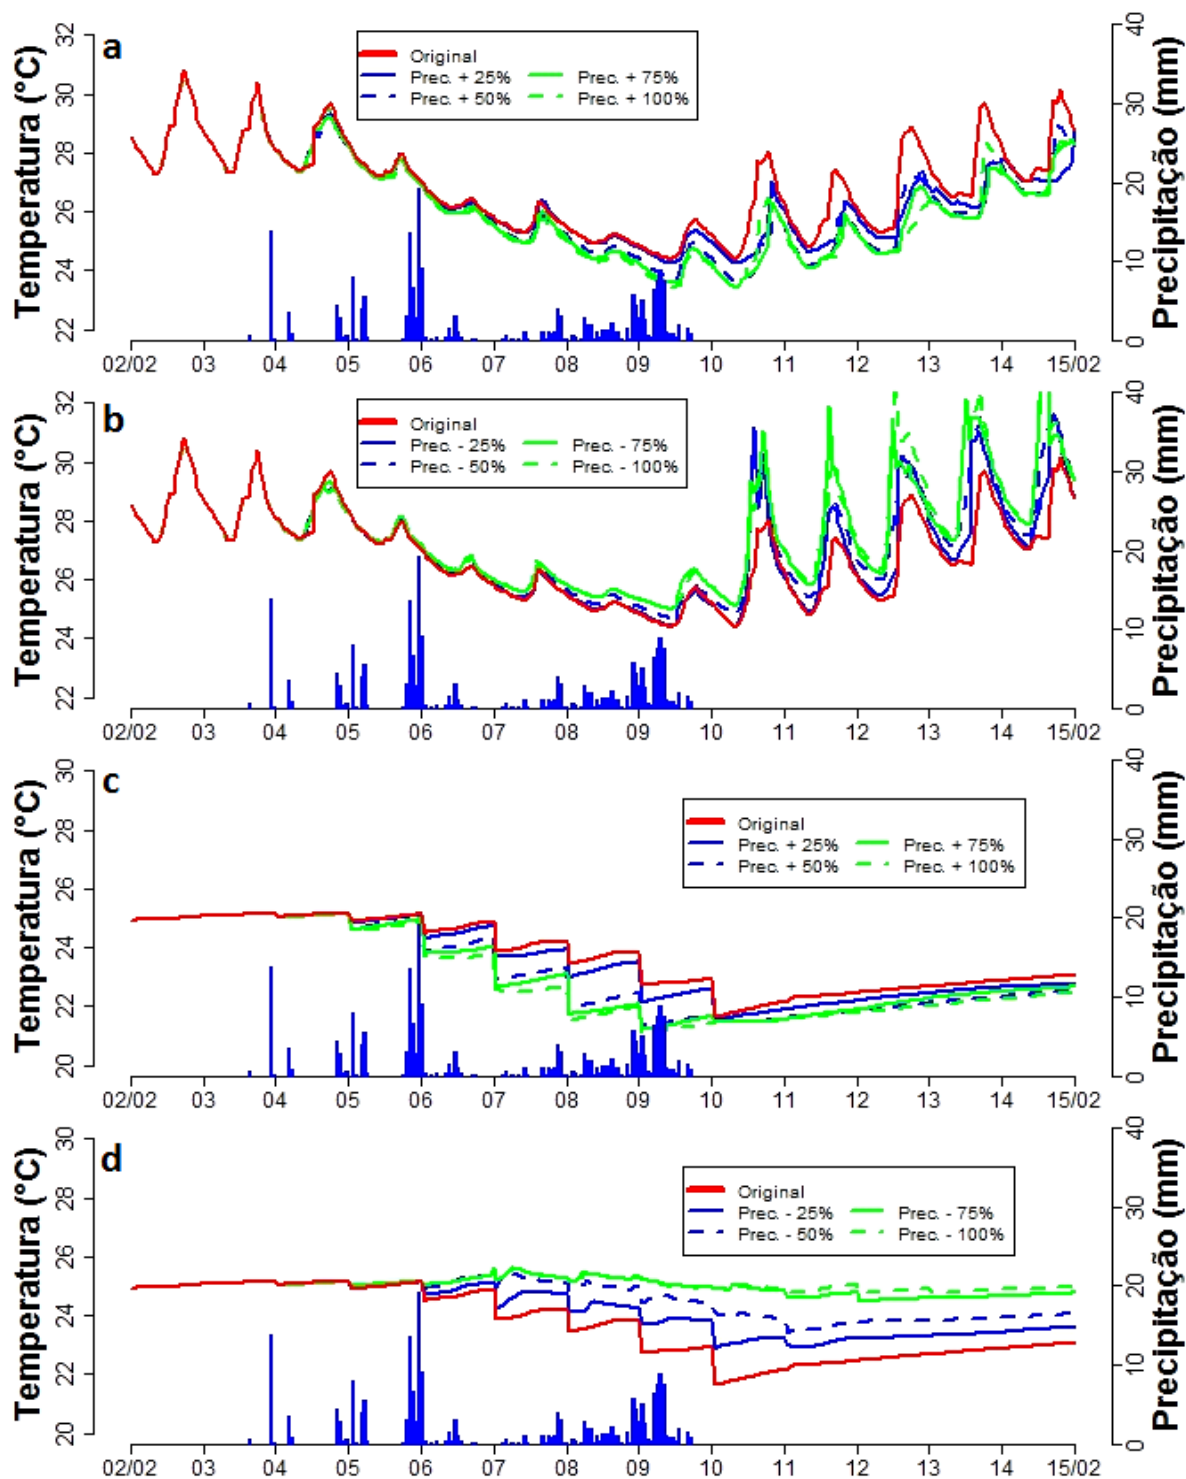 a
Temperatura (°C)
32
30
28
26
24
22
Original
Prec. + 25%
Prec. + 75%
Prec. + 50%
Prec. + 100%
Precipitação (mm)
40
30
20
10
0
02/02 03 04 05 06 07 08 09 10 11 12 13 14 15/02
b
Temperatura (°C)
32
30
28
26
24
22
Original
Prec. - 25%
Prec. - 75%
Prec. - 50%
Prec. - 100%
Precipitação (mm)
40
30
20
10
0
02/02 03 04 05 06 07 08 09 10 11 12 13 14 15/02
c
Temperatura (°C)
30
28
26
24
22
20
Original
Prec. + 25%
Prec. + 75%
Prec. + 50%
Prec. + 100%
Precipitação (mm)
40
30
20
10
0
02/02 03 04 05 06 07 08 09 10 11 12 13 14 15/02
d
Temperatura (°C)
30
28
26
24
22
20
Original
Prec. - 25%
Prec. - 75%
Prec. - 50%
Prec. - 100%
Precipitação (mm)
40
30
20
10
0
02/02 03 04 05 06 07 08 09 10 11 12 13 14 15/02